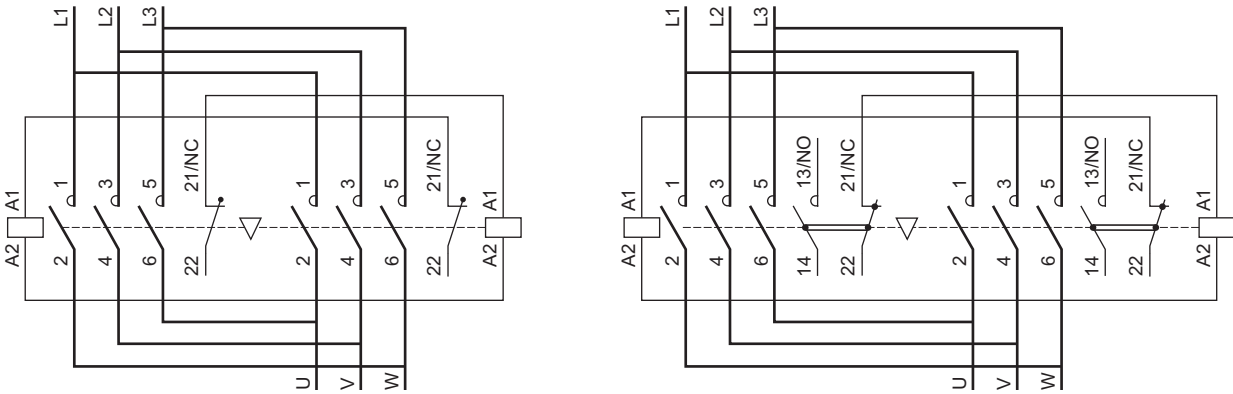 L1 L2 L3
A1 1 3 5 21/NC 1 3 5 21/NC A1
A2 2 4 6 22 2 4 6 22 A2
U V W
L1 L2 L3
A1 1 3 5 13/NO 21/NC 1 3 5 13/NO 21/NC A1
A2 2 4 6 14 22 2 4 6 14 22 A2
U V W